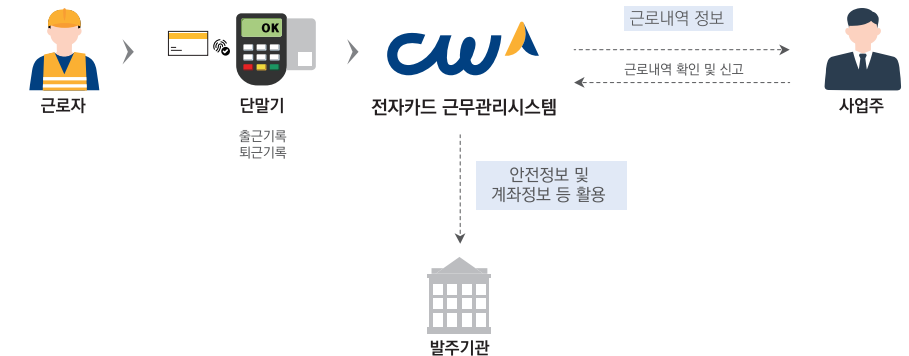 근로내역 정보
OK
cw
근로내역 확인 및 신고
근로자
단말기
전자카드 근무관리시스템
사업주
출근기록
퇴근기록
안전정보 및
계좌정보 등 활용
발주기관